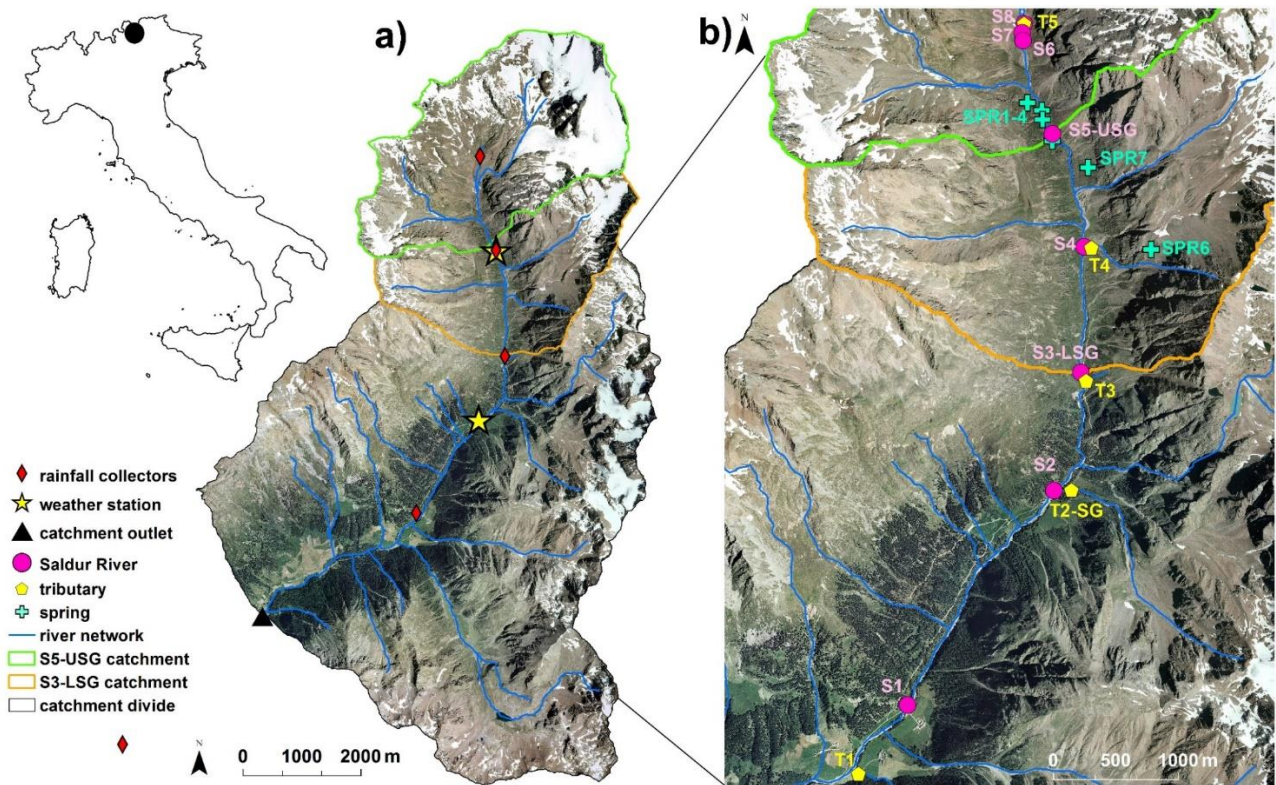 a)
N
rainfall collectors
weather station
catchment outlet
Saldur River
tributary
spring
river network
S5-USG catchment
S3-LSG catchment
catchment divide
N
0 1000 2000 m
b)
N
S8
T5
S7
S6
SPR1-4
S5-USG
SPR7
S4
T4
SPR6
S3-LSG
T3
S2
T2-SG
S1
T1
0 500 1000 m